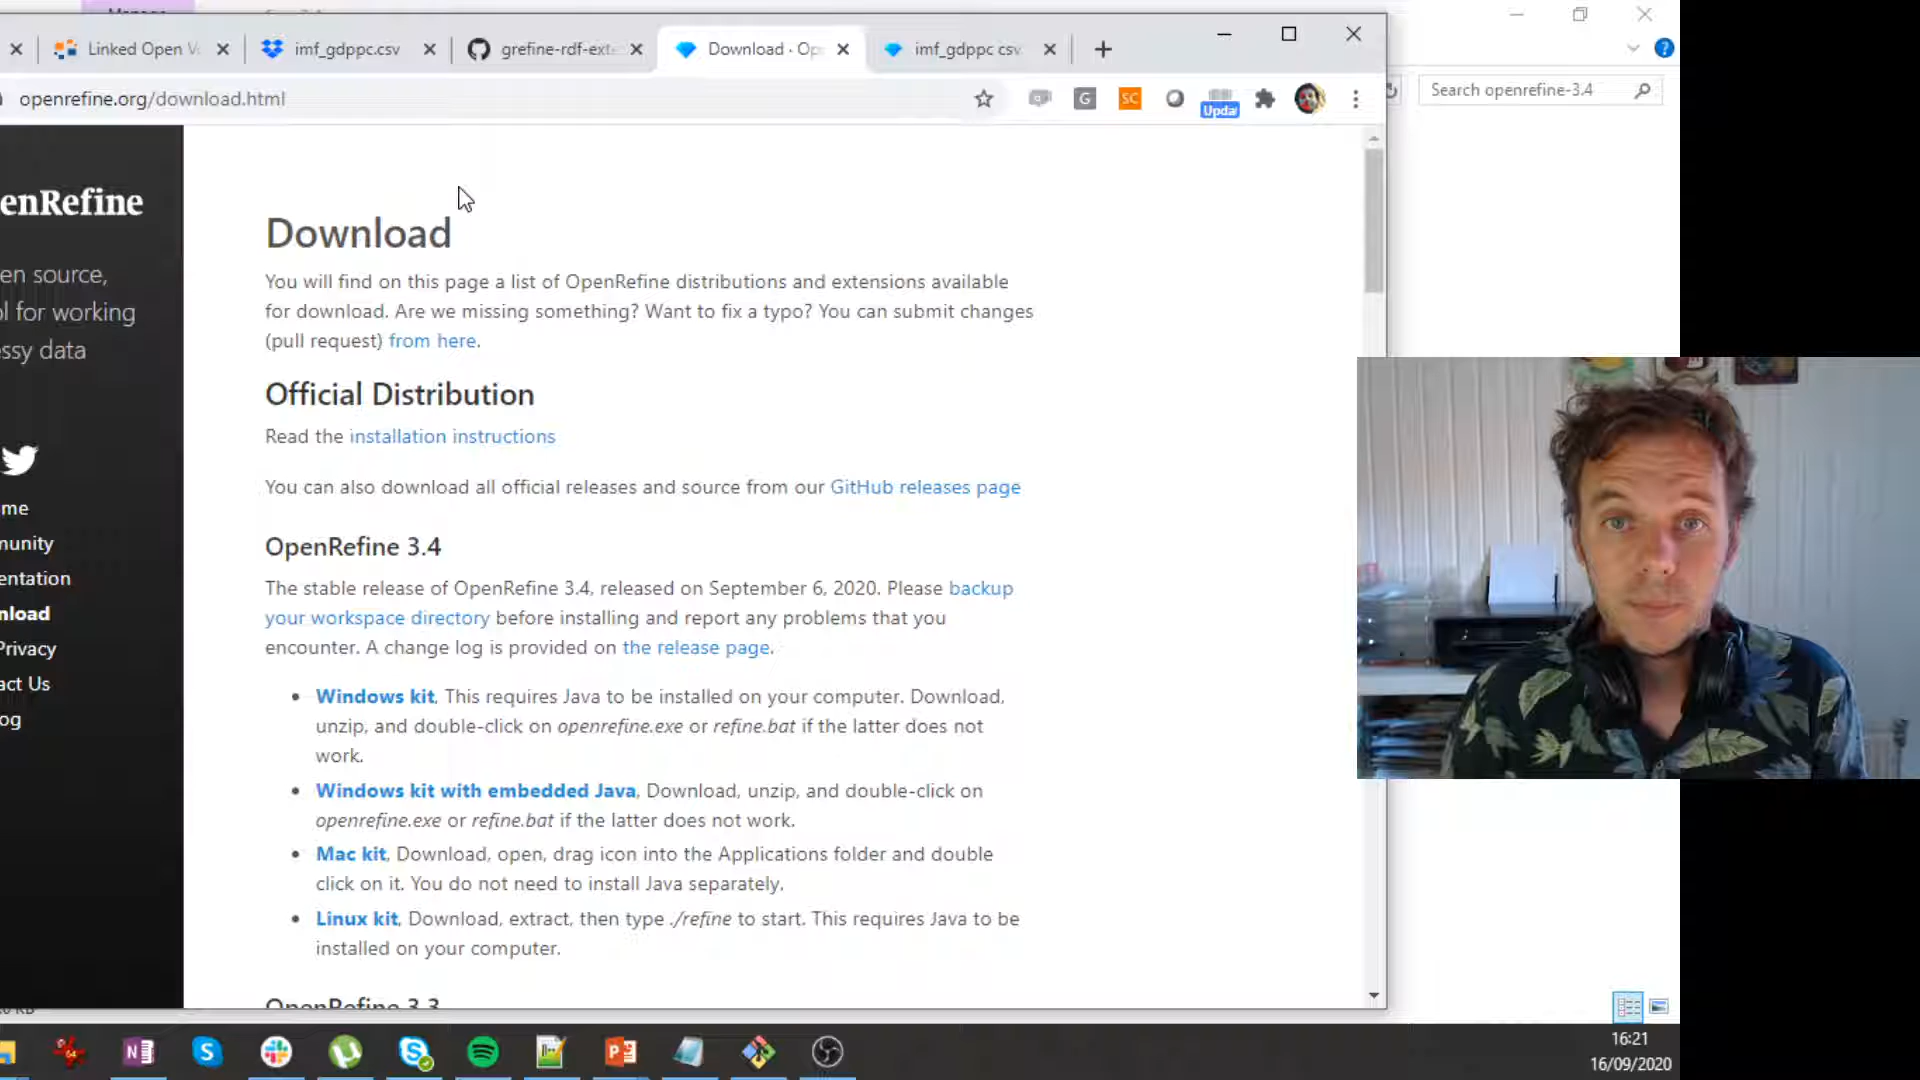 Linked Open V
imf_gdppc.csv
grefine-rdf-ext
Download · Op
imf_gdppc csv
openrefine.org/download.html
G
SC
Upda
Search openrefine-3.4
enRefine
en source,
ol for working
essy data
me
munity
entation
nload
Privacy
act Us
og
Download
You will find on this page a list of OpenRefine distributions and extensions available
for download. Are we missing something? Want to fix a typo? You can submit changes
(pull request) from here.
Official Distribution
Read the installation instructions
You can also download all official releases and source from our GitHub releases page
OpenRefine 3.4
The stable release of OpenRefine 3.4, released on September 6, 2020. Please backup
your workspace directory before installing and report any problems that you
encounter. A change log is provided on the release page.
• Windows kit, This requires Java to be installed on your computer. Download,
unzip, and double-click on openrefine.exe or refine.bat if the latter does not
work.
• Windows kit with embedded Java, Download, unzip, and double-click on
openrefine.exe or refine.bat if the latter does not work.
• Mac kit, Download, open, drag icon into the Applications folder and double
click on it. You do not need to install Java separately.
• Linux kit, Download, extract, then type ./refine to start. This requires Java to be
installed on your computer.
OpenRefine 3.3
16:21
16/09/2020